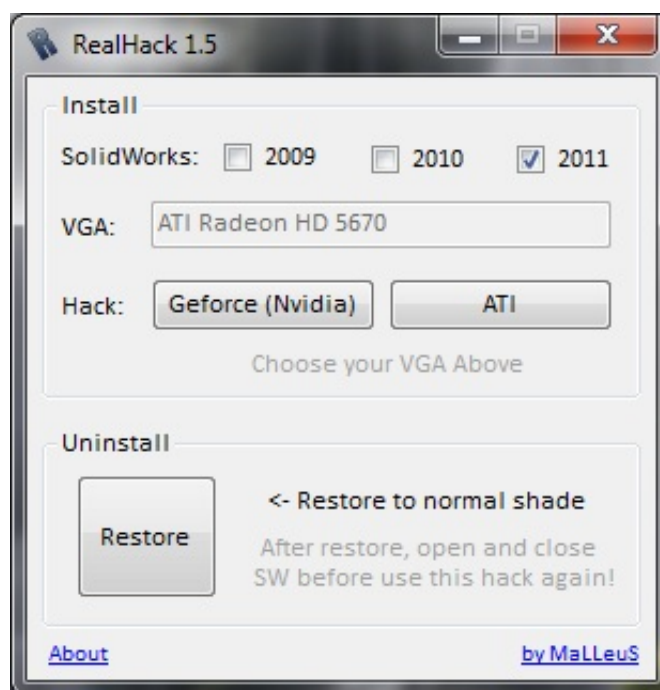 RealHack 1.5
Install
SolidWorks: 2009 2010 2011
VGA: ATI Radeon HD 5670
Hack: Geforce (Nvidia) ATI
Choose your VGA Above
Uninstall
Restore
<- Restore to normal shade
After restore, open and close
SW before use this hack again!
About by MaLLeuS